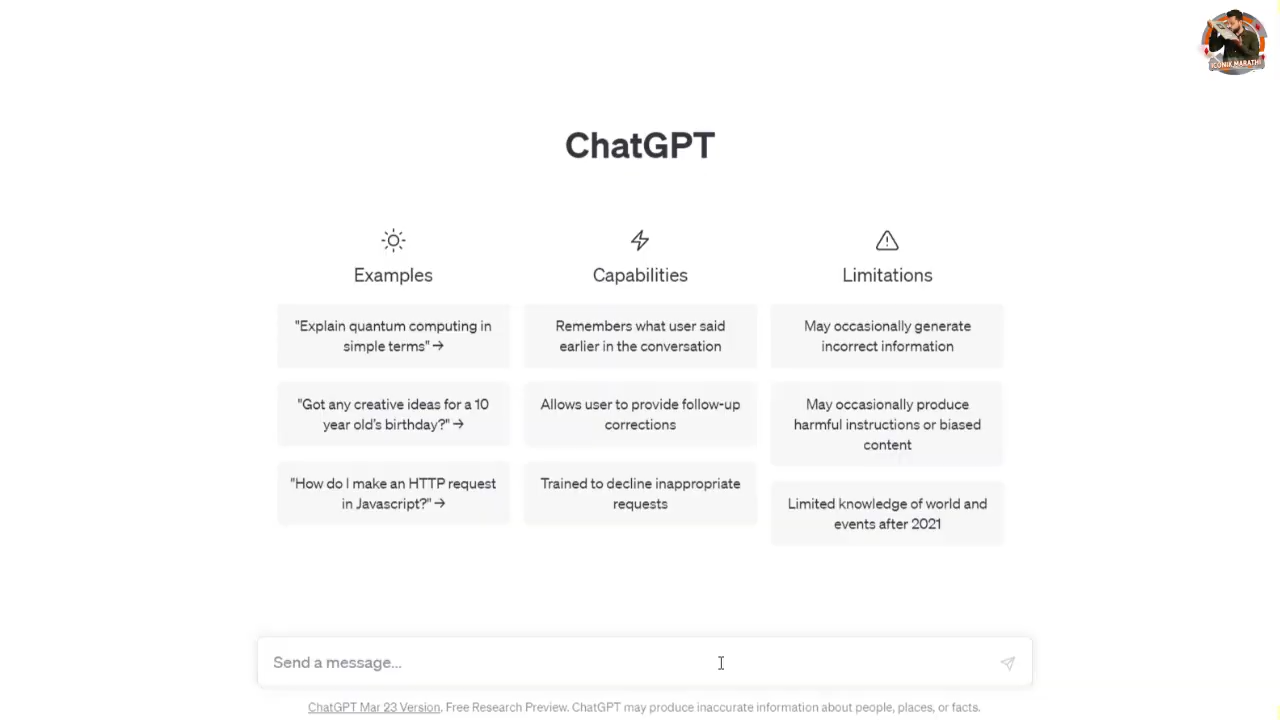 ICONIK MARATHI
ChatGPT
Examples
"Explain quantum computing in
simple terms" →
"Got any creative ideas for a 10
year old's birthday?" →
"How do I make an HTTP request
in Javascript?" →
Capabilities
Remembers what user said
earlier in the conversation
Allows user to provide follow-up
corrections
Trained to decline inappropriate
requests
Limitations
May occasionally generate
incorrect information
May occasionally produce
harmful instructions or biased
content
Limited knowledge of world and
events after 2021
Send a message...
ChatGPT Mar 23 Version. Free Research Preview. ChatGPT may produce inaccurate information about people, places, or facts.